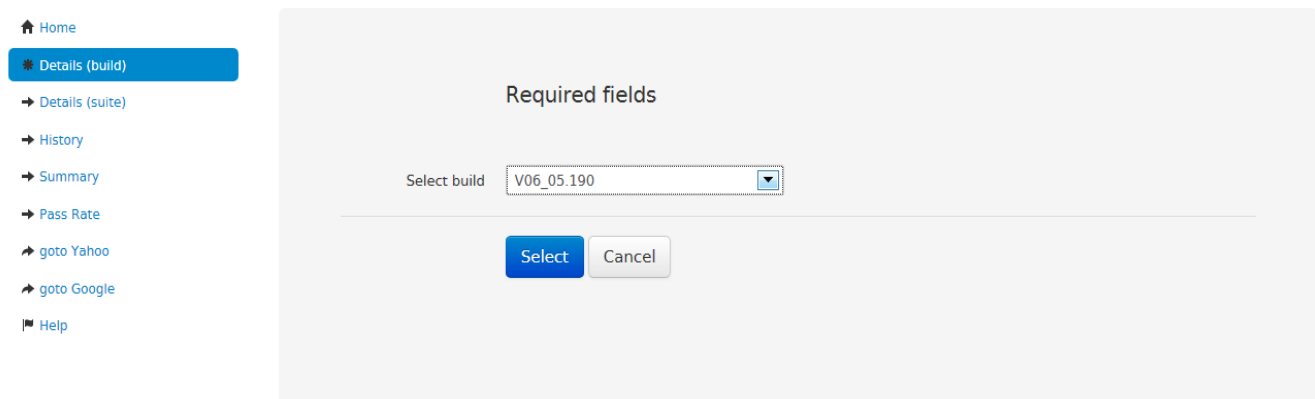 Home
Details (build)
Details (suite)
History
Summary
Pass Rate
goto Yahoo
goto Google
Help
Required fields
Select build V06_05.190
Select Cancel